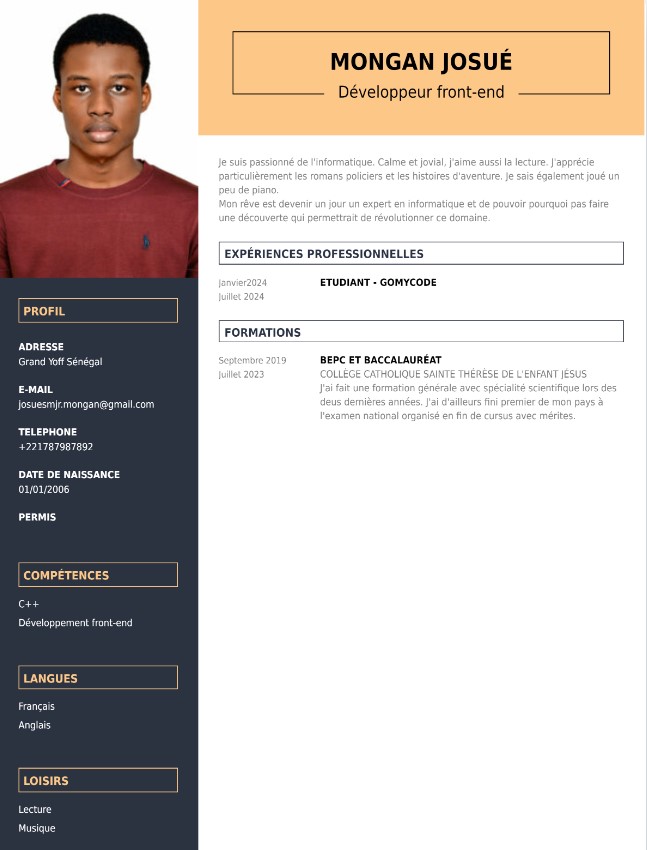 MONGAN JOSUÉ
Développeur front-end
Je suis passionné de l'informatique. Calme et jovial, j'aime aussi la lecture. J'apprécie
particulièrement les romans policiers et les histoires d'aventure. Je sais également joué un
peu de piano.
Mon rêve est devenir un jour un expert en informatique et de pouvoir pourquoi pas faire
une découverte qui permettrait de révolutionner ce domaine.
EXPÉRIENCES PROFESSIONNELLES
Janvier2024
Juillet 2024
ETUDIANT - GOMYCODE
FORMATIONS
Septembre 2019
Juillet 2023
BEPC ET BACCALAURÉAT
COLLÈGE CATHOLIQUE SAINTE THÉRÈSE DE L'ENFANT JÉSUS
J'ai fait une formation générale avec spécialité scientifique lors des
deus dernières années. J'ai d'ailleurs fini premier de mon pays à
l'examen national organisé en fin de cursus avec mérites.
PROFIL
ADRESSE
Grand Yoff Sénégal
E-MAIL
josuesmjr.mongan@gmail.com
TELEPHONE
+221787987892
DATE DE NAISSANCE
01/01/2006
PERMIS
COMPÉTENCES
C++
Développement front-end
LANGUES
Français
Anglais
LOISIRS
Lecture
Musique